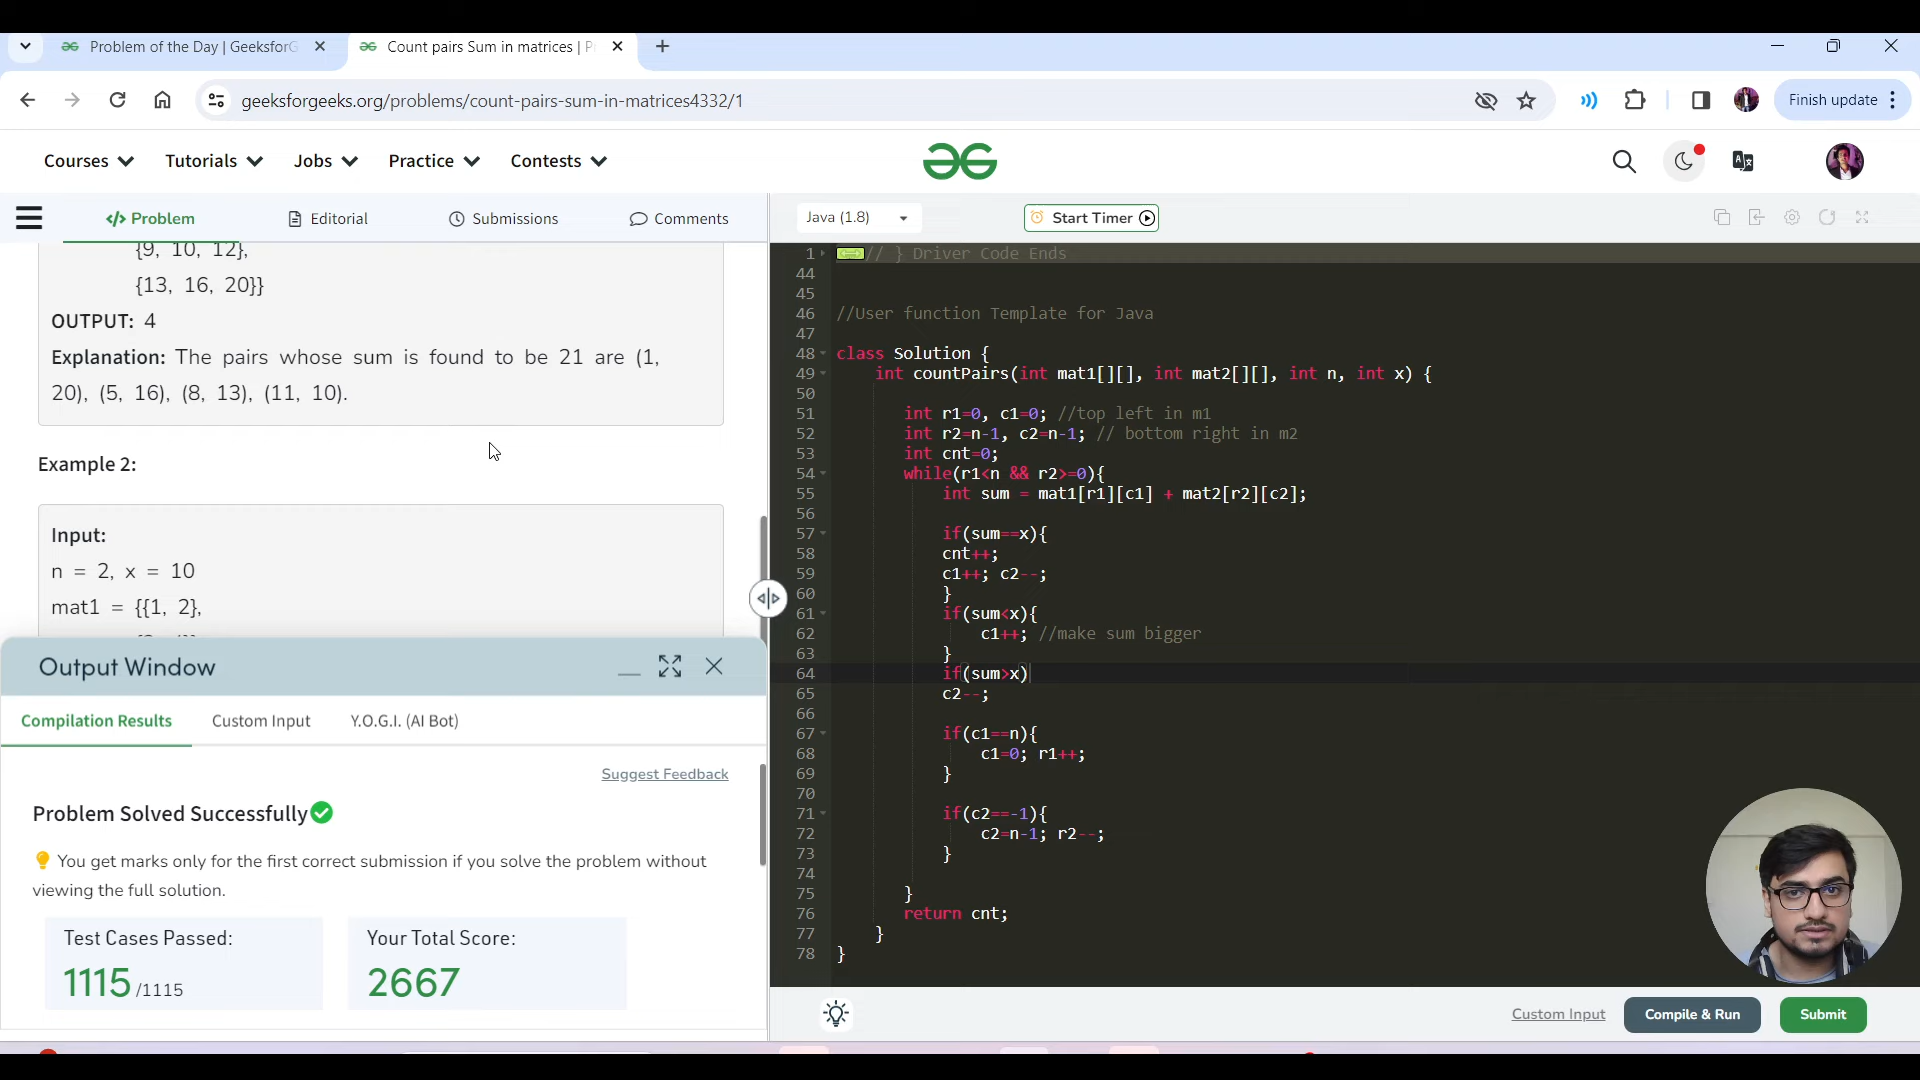 Problem of the Day | GeeksforG
Count pairs Sum in matrices | P
geeksforgeeks.org/problems/count-pairs-sum-in-matrices4332/1
Finish update
Courses
Tutorials
Jobs
Practice
Contests
Problem
Editorial
Submissions
Comments
{9, 10, 12},
{13, 16, 20}}
OUTPUT: 4
Explanation: The pairs whose sum is found to be 21 are (1,
20), (5, 16), (8, 13), (11, 10).
Example 2:
Input:
n = 2, x = 10
mat1 = {{1, 2},
Output Window
Compilation Results
Custom Input
Y.O.G.I. (AI Bot)
Suggest Feedback
Problem Solved Successfully
You get marks only for the first correct submission if you solve the problem without
viewing the full solution.
Test Cases Passed:
1115 /1115
Your Total Score:
2667
Java (1.8)
Start Timer
1 // } Driver Code Ends
44
45
46 //User function Template for Java
47
48 class Solution {
49 int countPairs(int mat1[][], int mat2[][], int n, int x) {
50
51 int r1=0, c1=0; //top left in m1
52 int r2=n-1, c2=n-1; // bottom right in m2
53 int cnt=0;
54 while(r1<n && r2>=0){
55 int sum = mat1[r1][c1] + mat2[r2][c2];
56
57 if(sum==x){
58 cnt++;
59 c1++; c2--;
60 }
61 if(sum<x){
62 c1++; //make sum bigger
63 }
64 if(sum>x)
65 c2--;
66
67 if(c1==n){
68 c1=0; r1++;
69 }
70
71 if(c2==-1){
72 c2=n-1; r2--;
73 }
74
75 }
76 return cnt;
77 }
78 }
Custom Input
Compile & Run
Submit